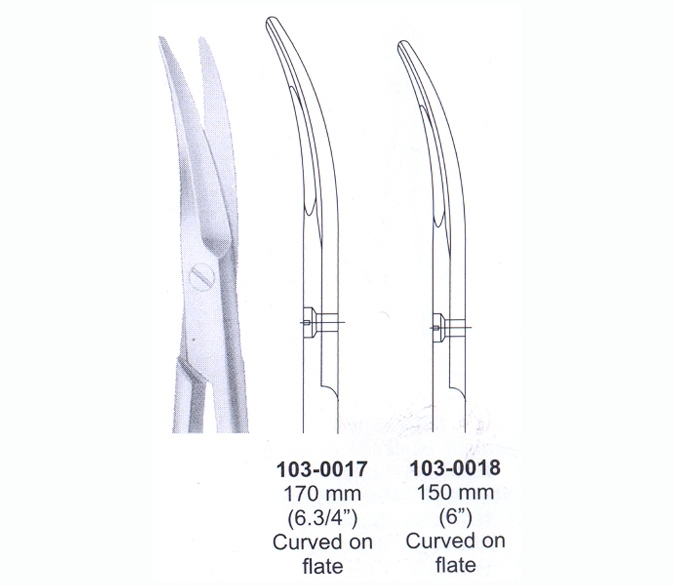 103-0017
170 mm
(6.3/4")
Curved on
flate
103-0018
150 mm
(6")
Curved on
flate